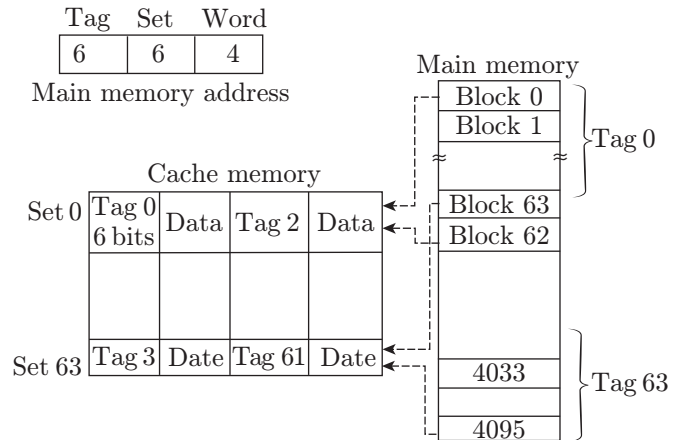 Tag Set Word
6 6 4
Main memory address
Main memory
Block 0
Block 1
Tag 0
≈ ≈
Cache memory
Set 0
Tag 0
6 bits
Data
Tag 2
Data
Block 63
Block 62
Set 63
Tag 3
Date
Tag 61
Date
4033
Tag 63
4095